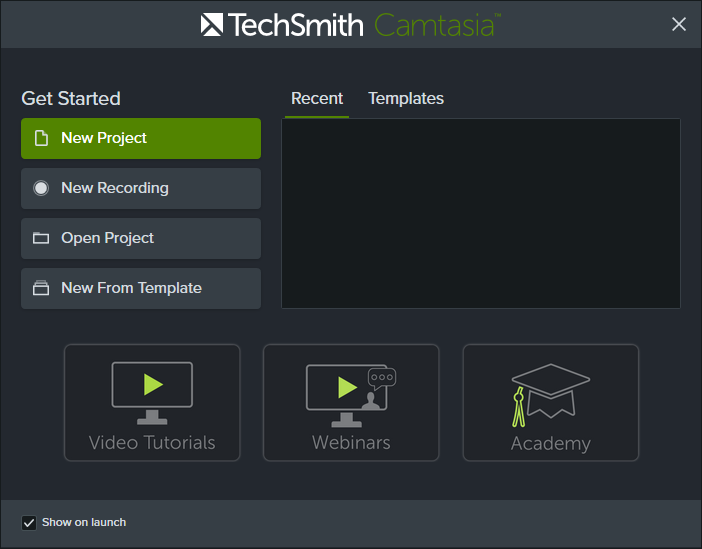 TechSmith Camtasia™
Get Started
Recent
Templates
New Project
New Recording
Open Project
New From Template
Video Tutorials
Webinars
Academy
Show on launch